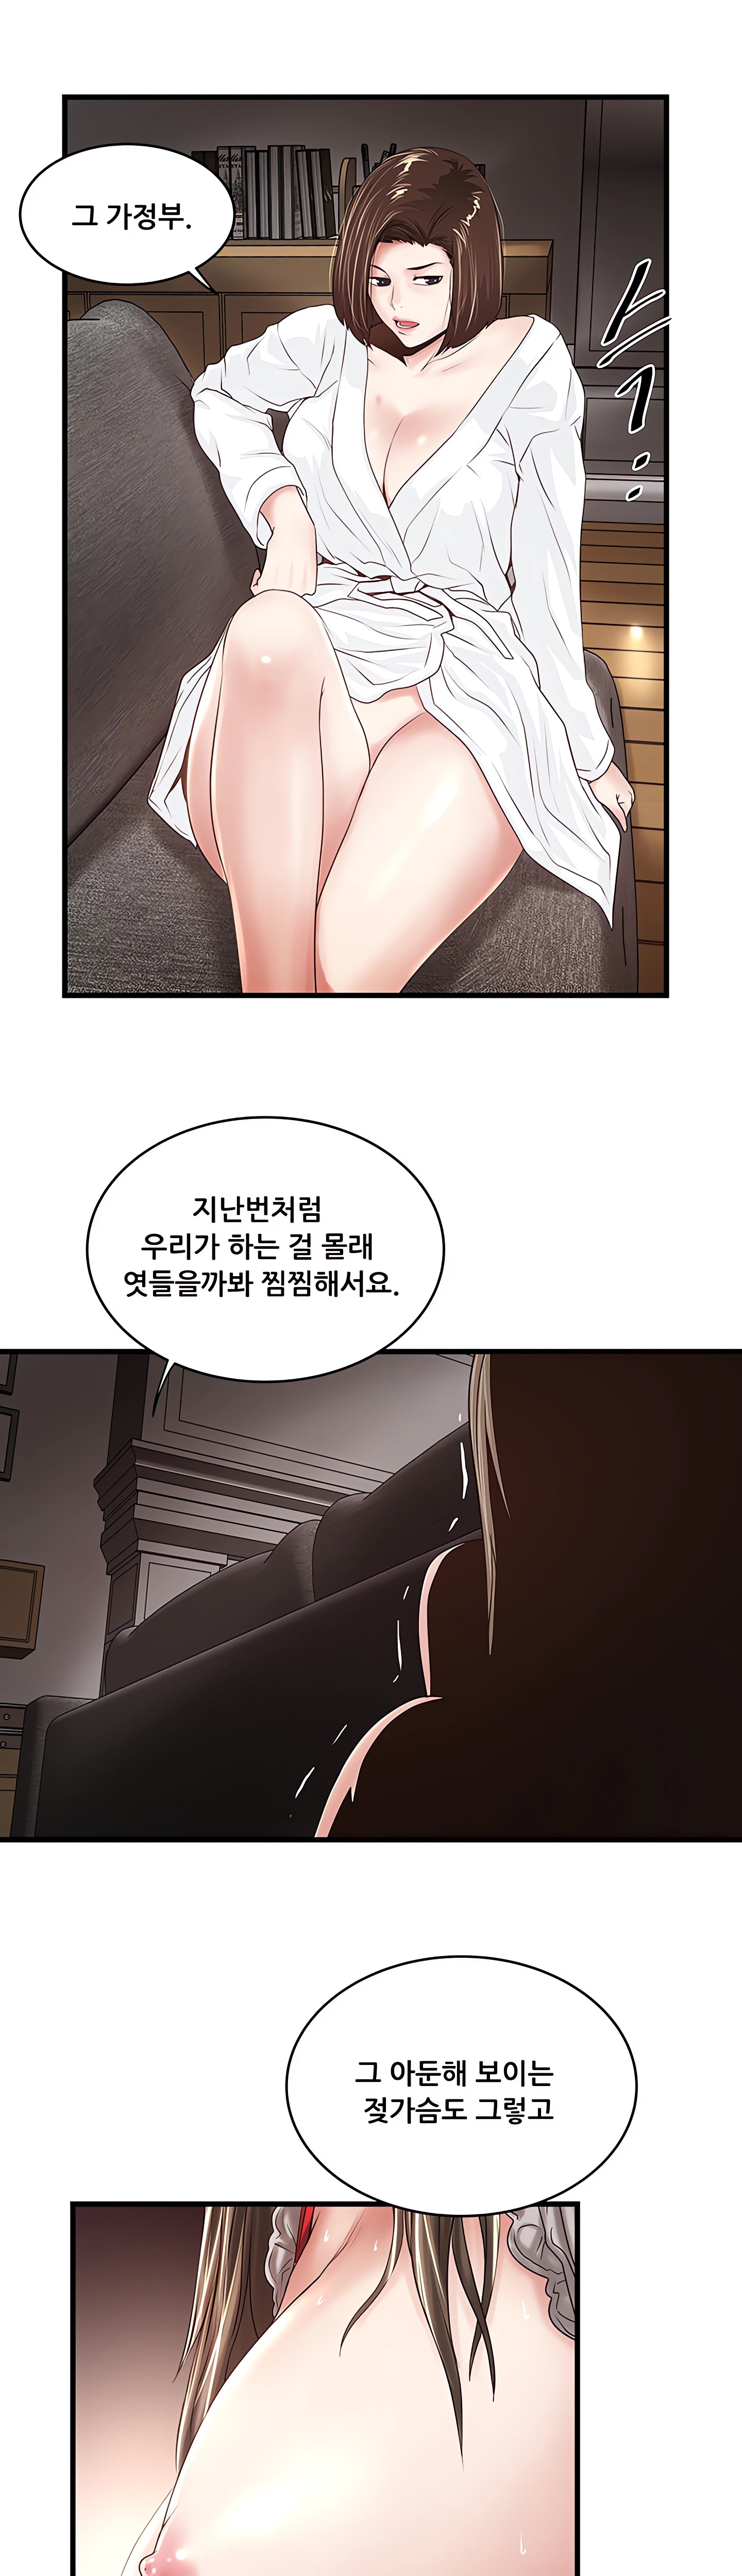 그 가정부.
스
윽
지난번처럼
우리가 하는 걸 몰래
엿들을까봐 찜찜해서요.
그 아둔해 보이는
젖가슴도 그렇고